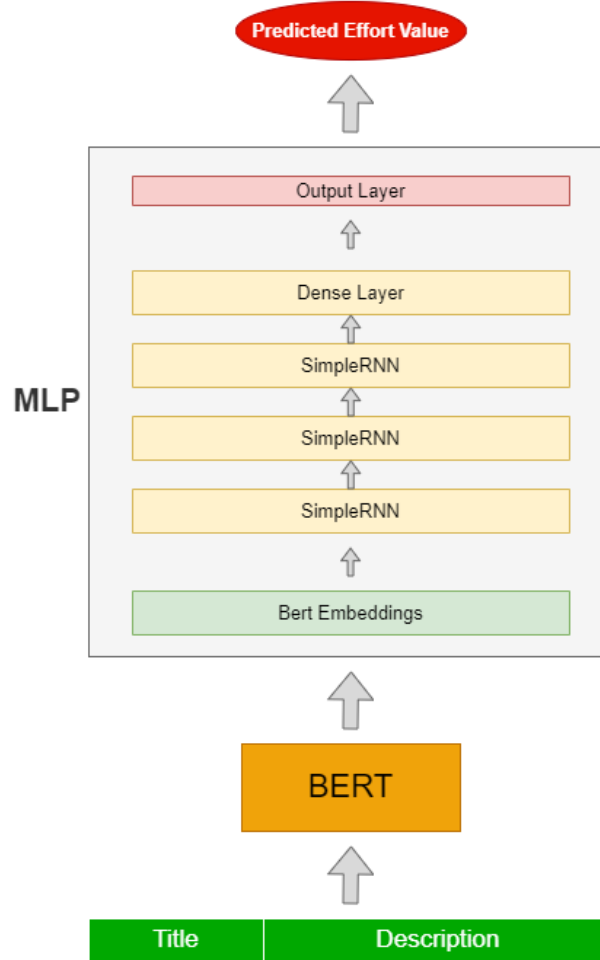 Predicted Effort Value
Output Layer
Dense Layer
SimpleRNN
MLP
SimpleRNN
SimpleRNN
Bert Embeddings
BERT
Title Description